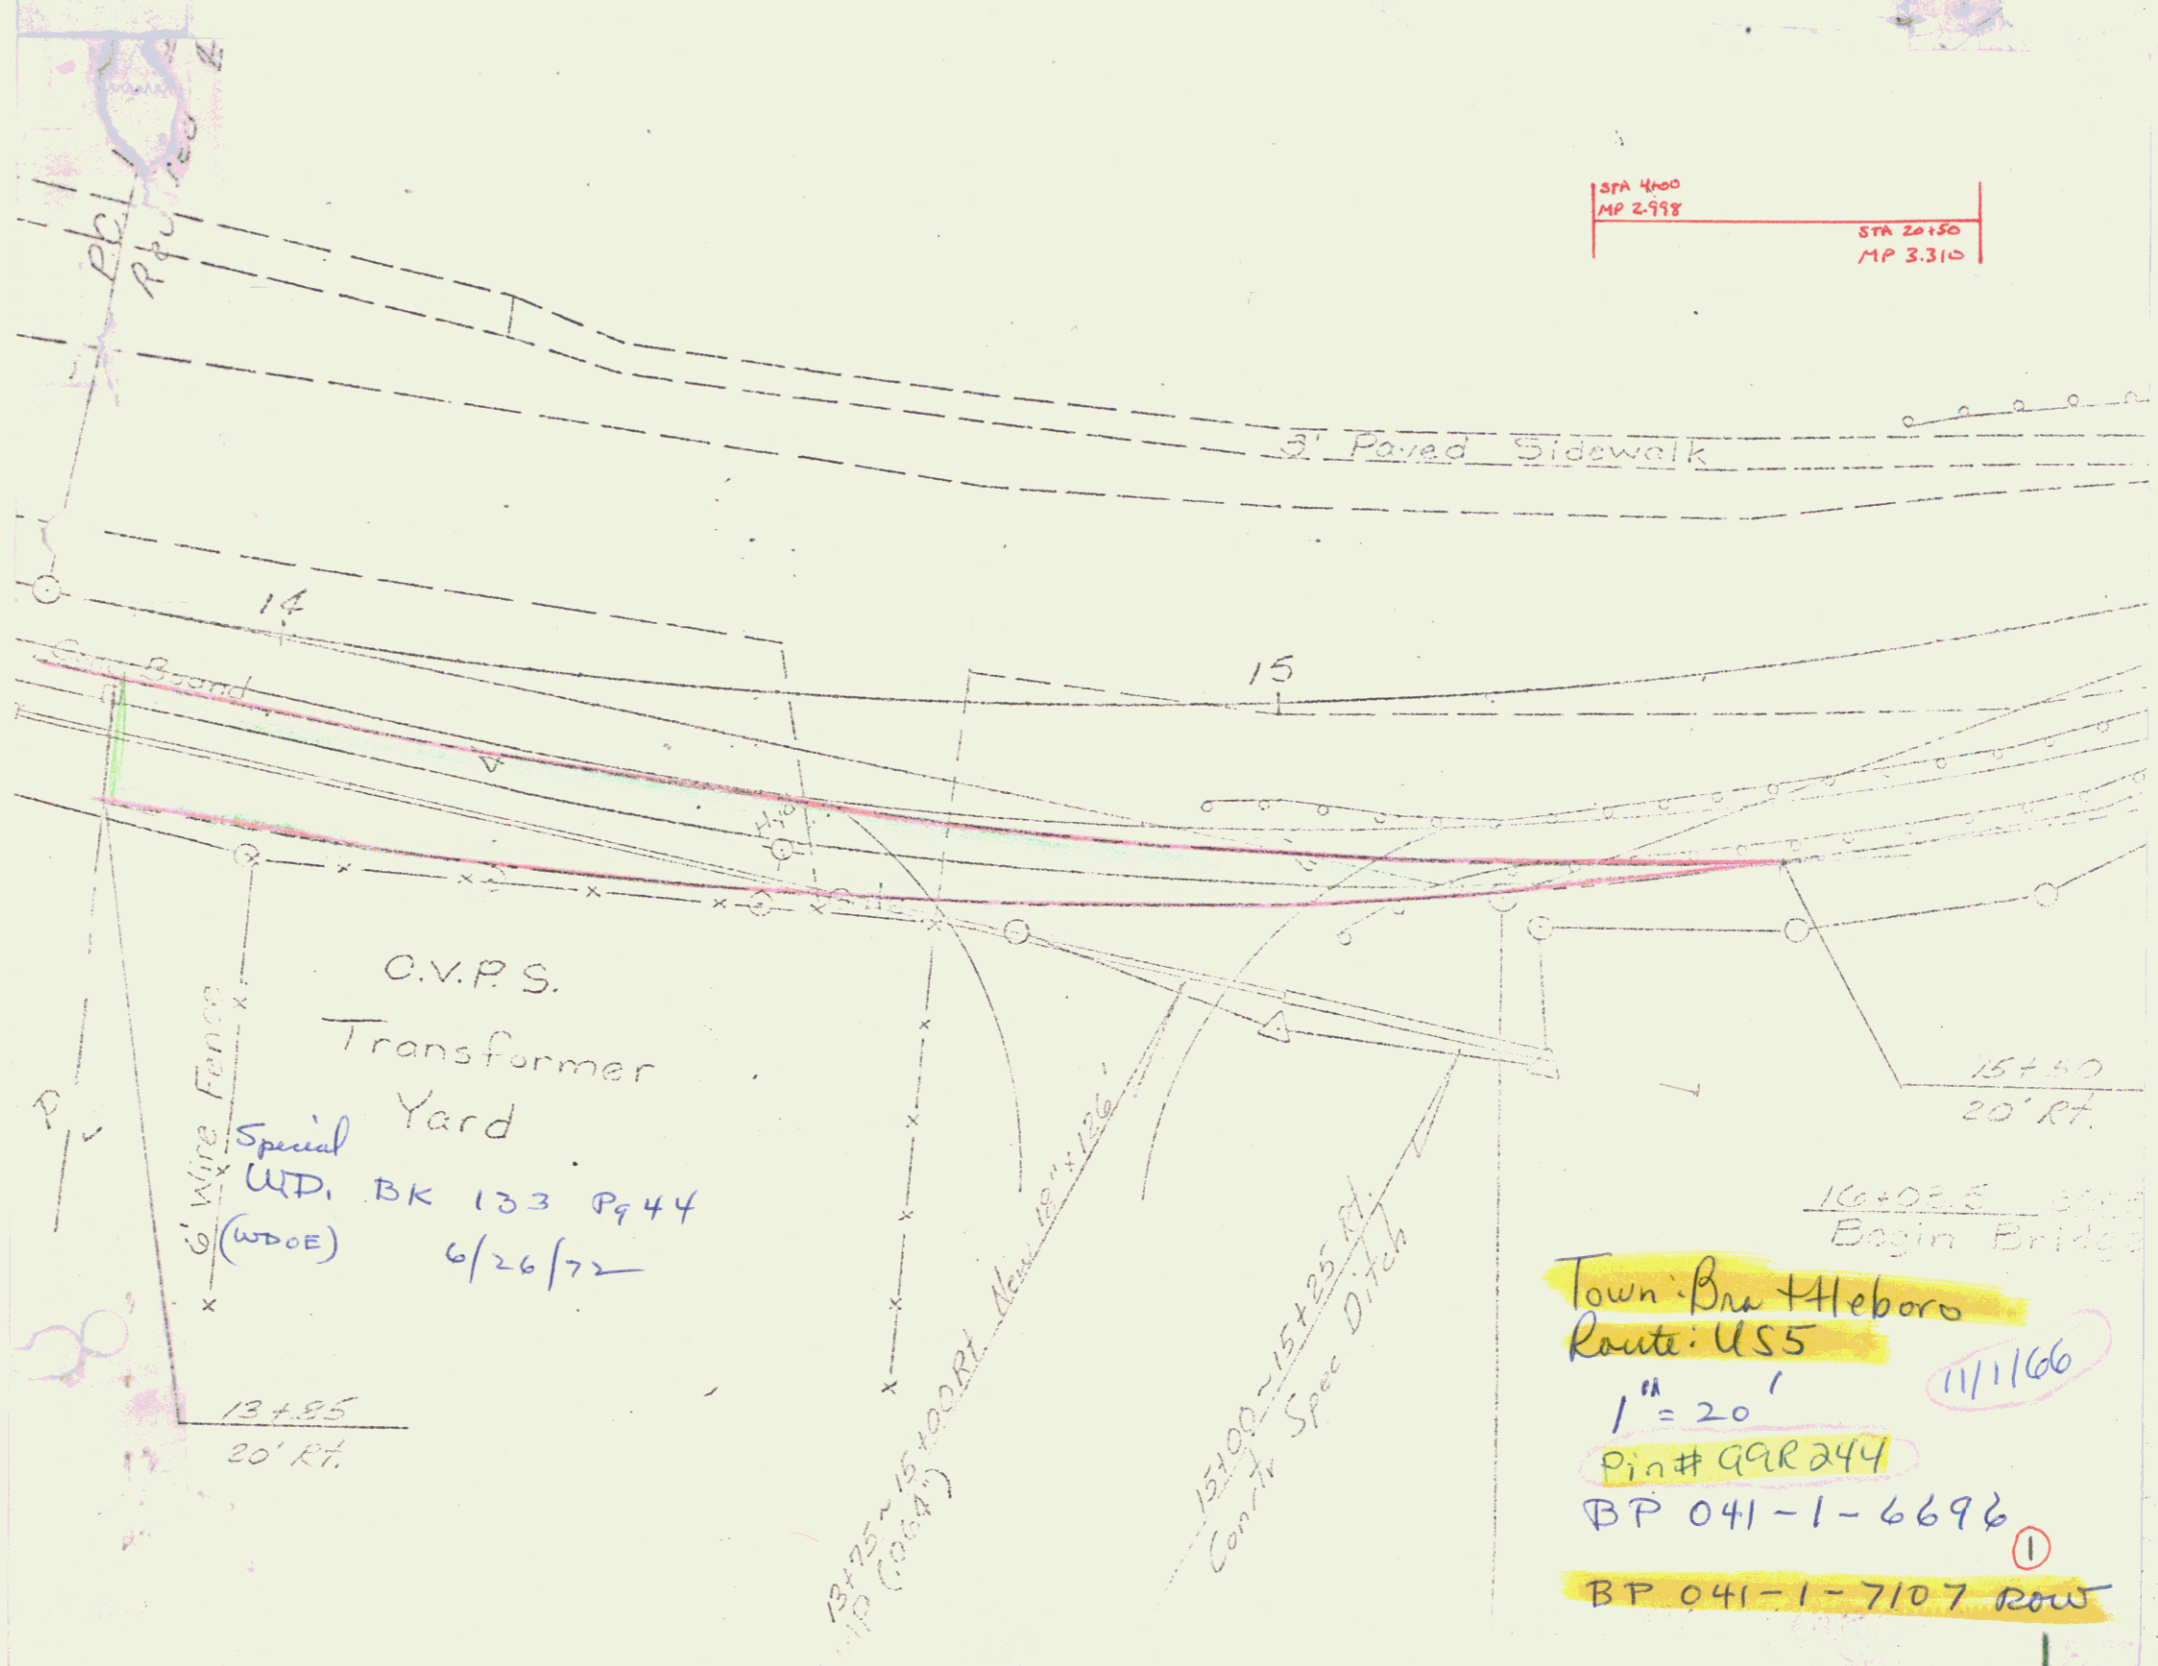 STA 4+00
MP 2.998
STA 20+50
MP 3.310
3' Paved Sidewalk
14
15
Bound
Hyd
C.V.P.S.
Transformer
Yard
6' Wire Fence
Special
WD. BK 133 Pg 44
(WDOE) 6/26/72
13+85
20' Rt.
13+75~15+00 Rt. New 18"x126'
15+00~15+25 Rt.
Constr Spec. Ditch
15+50
20' Rt.
16+03.5
Begin Bridge
Town: Brattleboro
Route: US5
11/1/66
1" = 20'
Pin# 99R244
BP 041-1-6696
1
BP 041-1-7107 ROW